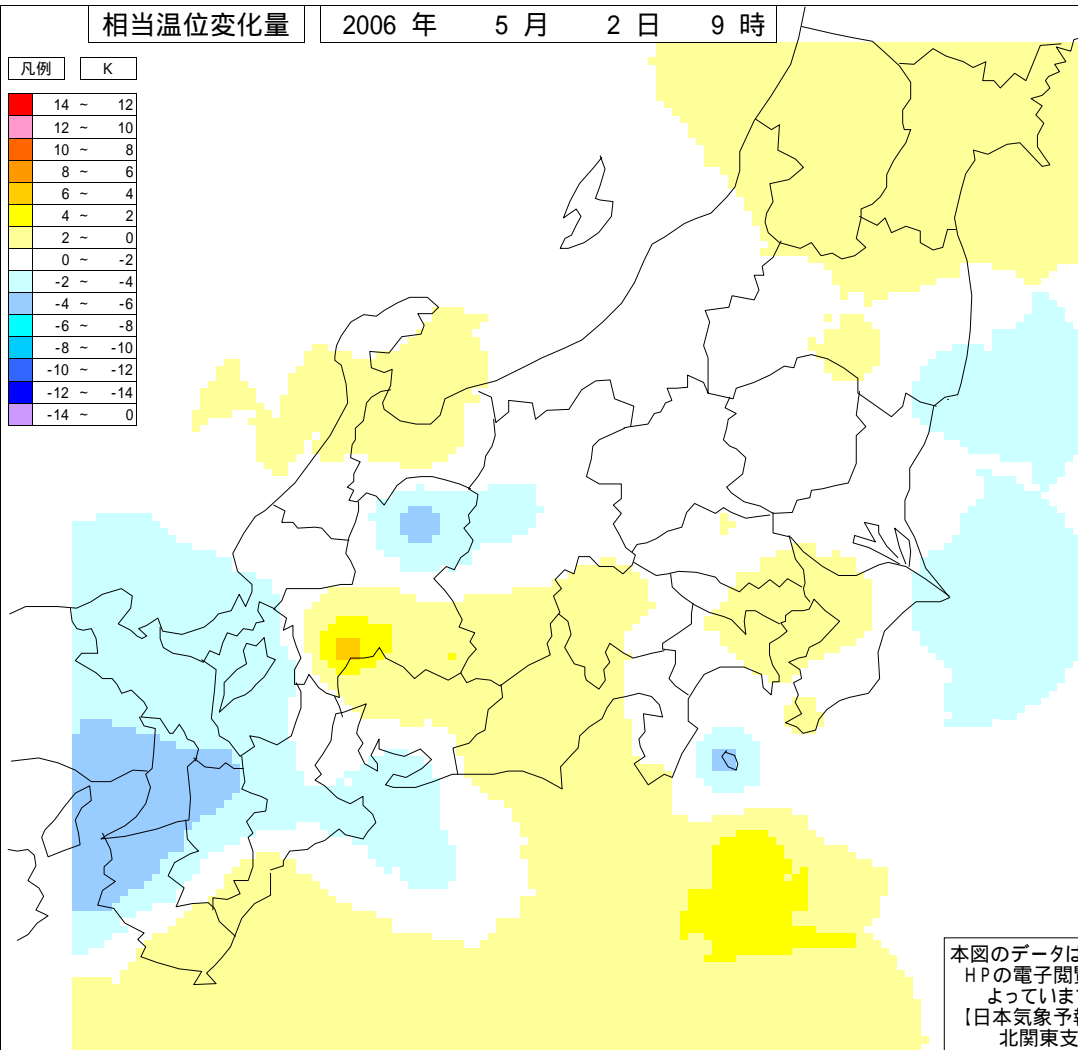 相当温位変化量 2006 年 5 月 2 日 9 時
凡例 K
14 ~ 12
12 ~ 10
10 ~ 8
8 ~ 6
6 ~ 4
4 ~ 2
2 ~ 0
0 ~ -2
-2 ~ -4
-4 ~ -6
-6 ~ -8
-8 ~ -10
-10 ~ -12
-12 ~ -14
-14 ~ 0
本図のデータは
HPの電子閲覧
よっています
【日本気象予報
北関東支